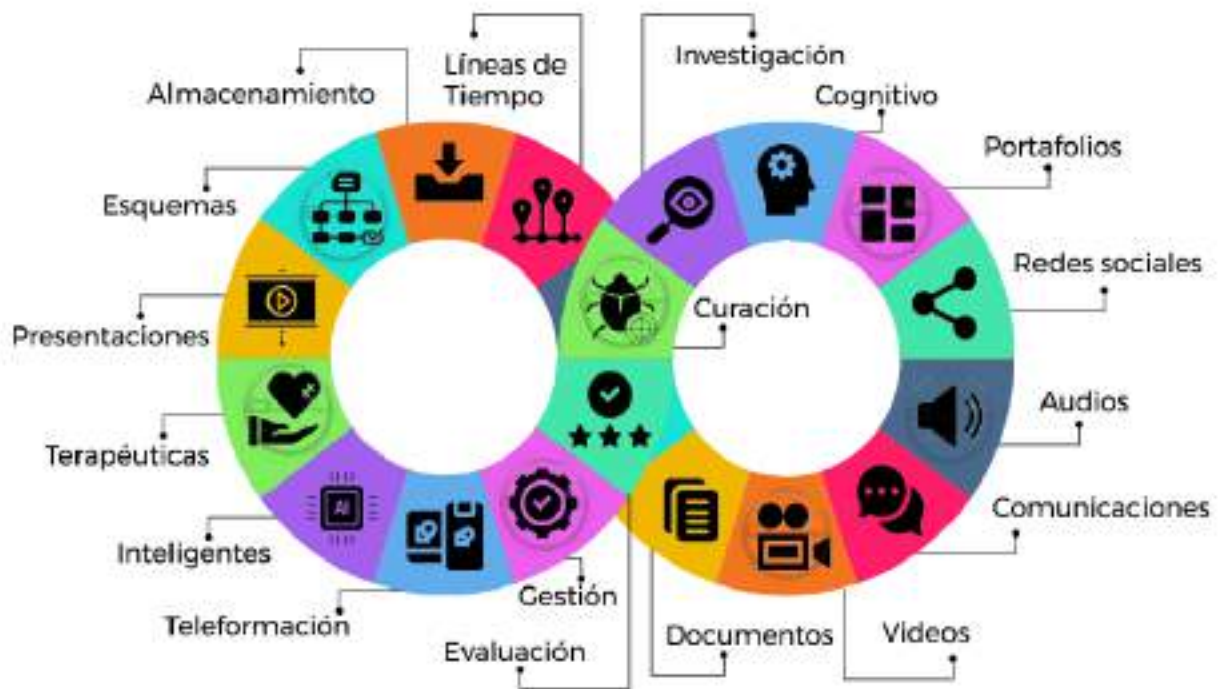 Líneas de
Tiempo
Investigación
Almacenamiento
Cognitivo
Portafolios
Esquemas
Redes sociales
Curación
Presentaciones
Audios
Terapéuticas
AI
Comunicaciones
Inteligentes
Gestión
Teleformación
Evaluación
Documentos
Videos